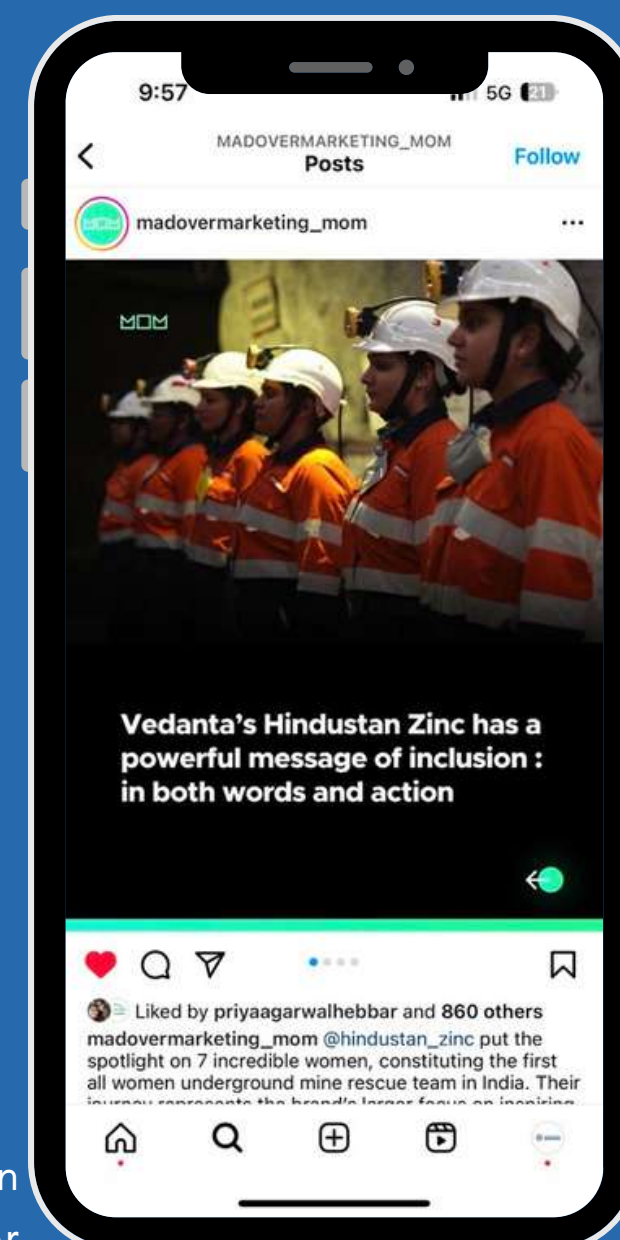 9:57
5G 21
MADOVERMARKETING_MOM
Posts
Follow
madovermarketing_mom
MOM
Vedanta's Hindustan Zinc has a
powerful message of inclusion :
in both words and action
Liked by priyaagarwalhebbar and 860 others
madovermarketing_mom @hindustan_zinc put the
spotlight on 7 incredible women, constituting the first
all women underground mine rescue team in India. Their